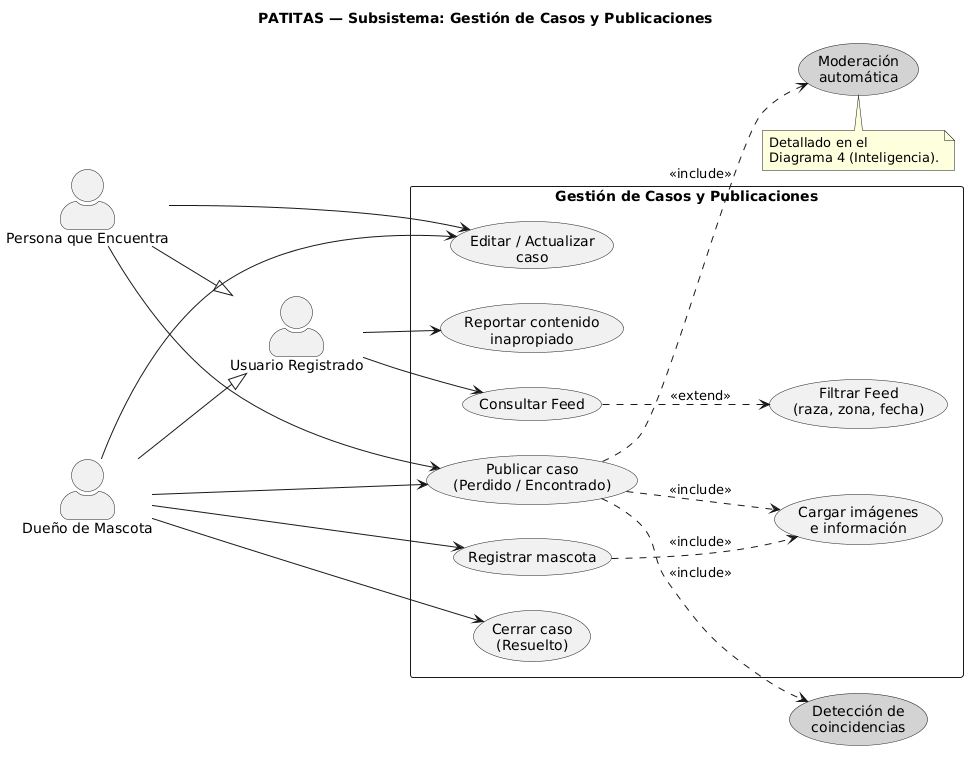 PATITAS — Subsistema: Gestión de Casos y Publicaciones
Moderación
automática
Detallado en el
Diagrama 4 (Inteligencia).
«include»
Gestión de Casos y Publicaciones
Persona que Encuentra
Editar / Actualizar
caso
Reportar contenido
inapropiado
Usuario Registrado
Consultar Feed
«extend»
Filtrar Feed
(raza, zona, fecha)
Publicar caso
(Perdido / Encontrado)
«include»
Cargar imágenes
e información
Dueño de Mascota
Registrar mascota
«include»
«include»
Cerrar caso
(Resuelto)
Detección de
coincidencias